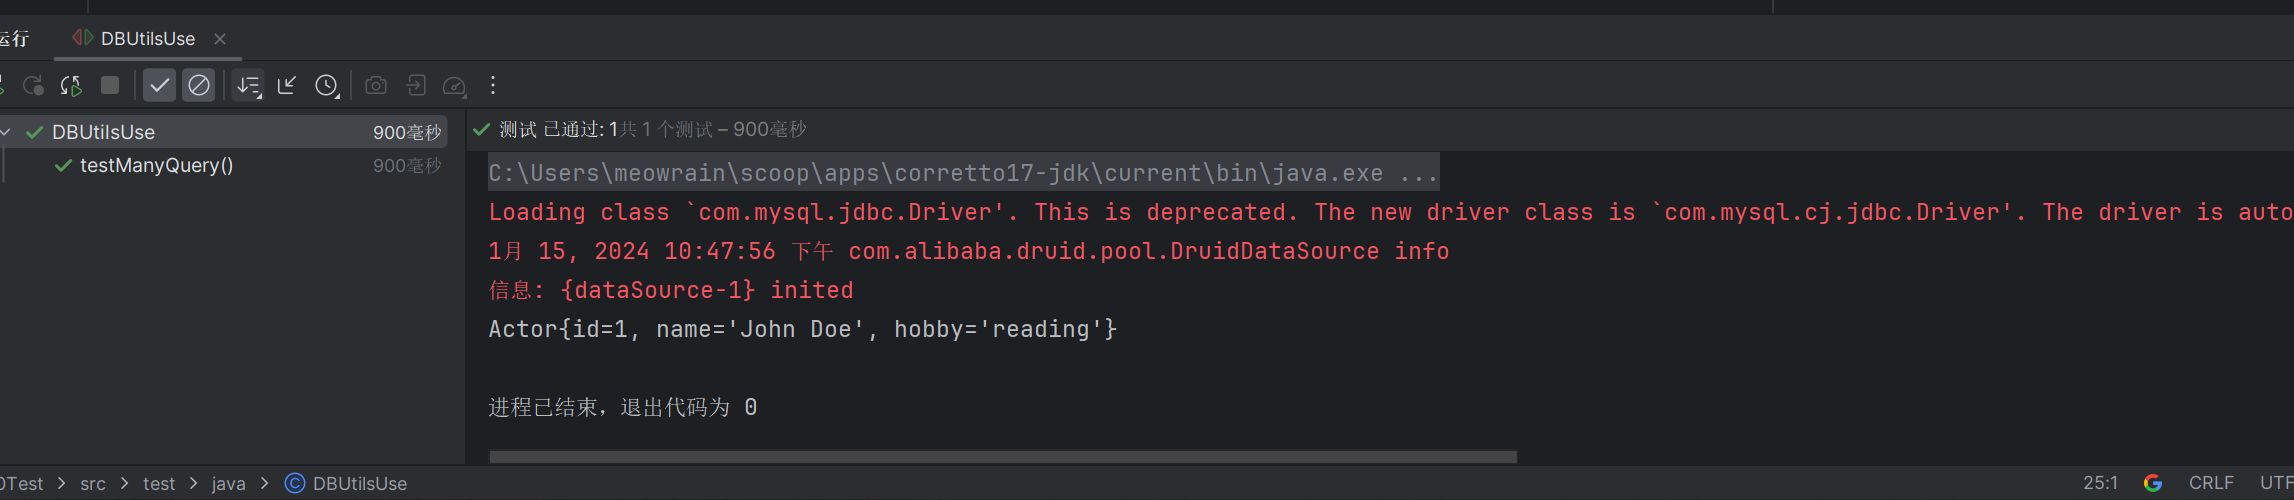 运行
DBUtilsUse
DBUtilsUse 900毫秒
testManyQuery() 900毫秒
测试 已通过: 1共 1 个测试 – 900毫秒
C:\Users\meowrain\scoop\apps\corretto17-jdk\current\bin\java.exe ...
Loading class `com.mysql.jdbc.Driver'. This is deprecated. The new driver class is `com.mysql.cj.jdbc.Driver'. The driver is auto
1月 15, 2024 10:47:56 下午 com.alibaba.druid.pool.DruidDataSource info
信息: {dataSource-1} inited
Actor{id=1, name='John Doe', hobby='reading'}
进程已结束，退出代码为 0
Test > src > test > java > DBUtilsUse
25:1 CRLF UTF